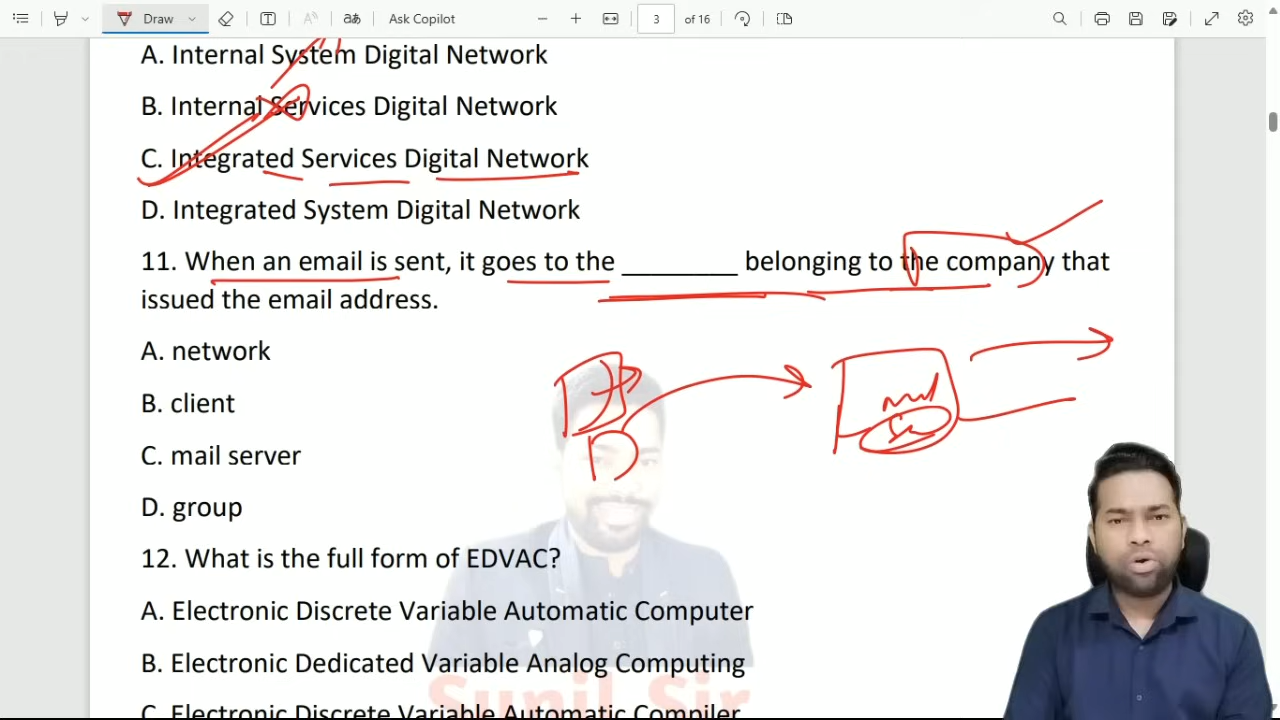 Draw
Ask Copilot
3
of 16
A. Internal System Digital Network
B. Internal Services Digital Network
C. Integrated Services Digital Network
D. Integrated System Digital Network
11. When an email is sent, it goes to the _________ belonging to the company that
issued the email address.
A. network
B. client
C. mail server
D. group
12. What is the full form of EDVAC?
A. Electronic Discrete Variable Automatic Computer
B. Electronic Dedicated Variable Analog Computing
C. Electronic Discrete Variable Automatic Compiler
Sunil Sir